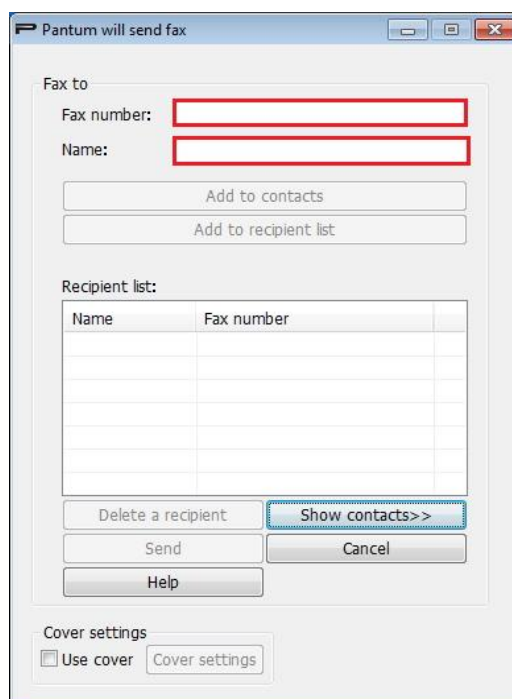 Pantum will send fax
Fax to
Fax number:
Name:
Add to contacts
Add to recipient list
Recipient list:
Name Fax number
Delete a recipient Show contacts>>
Send Cancel
Help
Cover settings
Use cover Cover settings